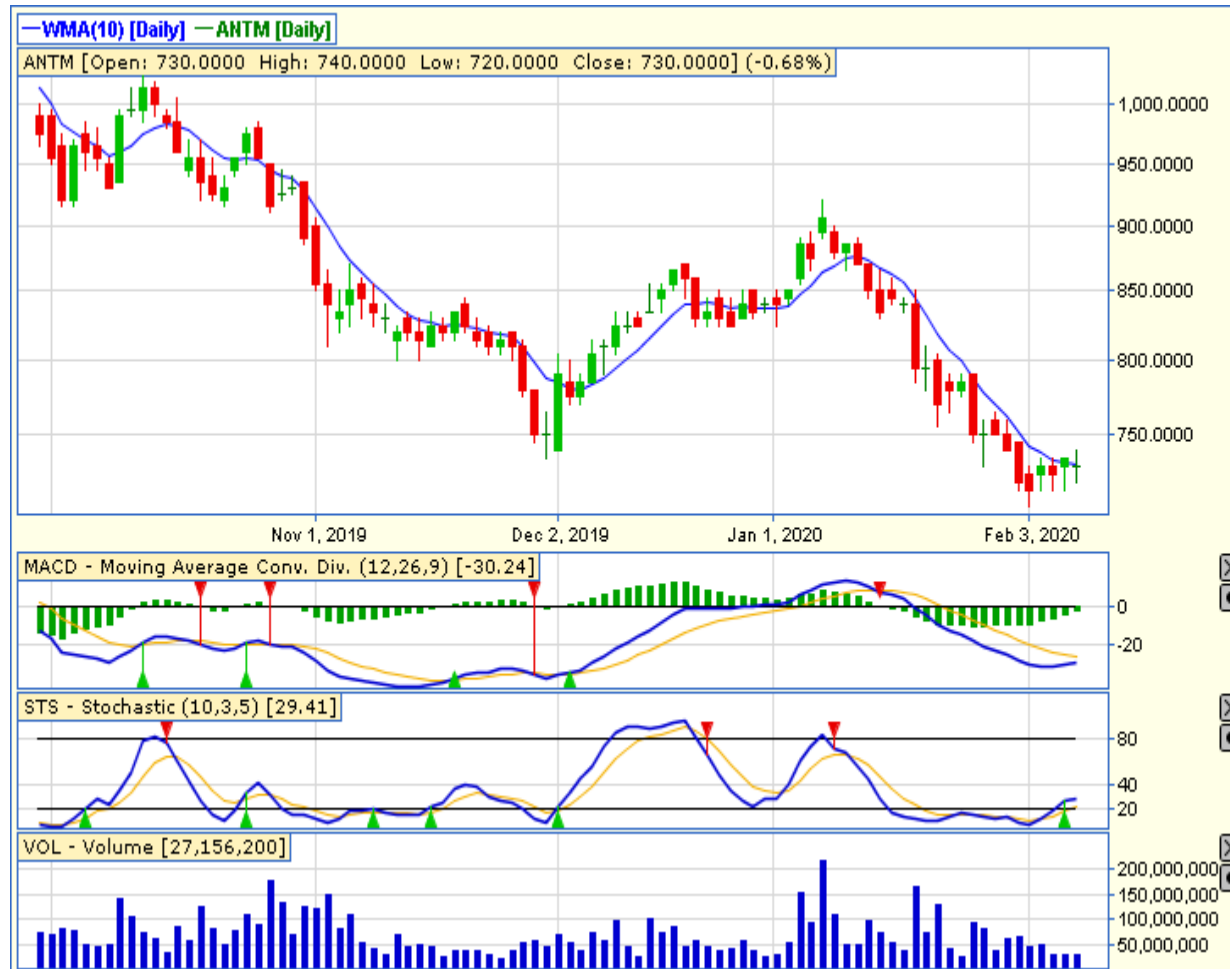 WMA(10) [Daily] ANTM [Daily]
ANTM [Open: 730.0000 High: 740.0000 Low: 720.0000 Close: 730.0000] (-0.68%)
1,000.0000
950.0000
900.0000
850.0000
800.0000
750.0000
Nov 1, 2019 Dec 2, 2019 Jan 1, 2020 Feb 3, 2020
MACD - Moving Average Conv. Div. (12,26,9) [-30.24]
0
-20
STS - Stochastic (10,3,5) [29.41]
80
40
20
VOL - Volume [27,156,200]
200,000,000
150,000,000
100,000,000
50,000,000